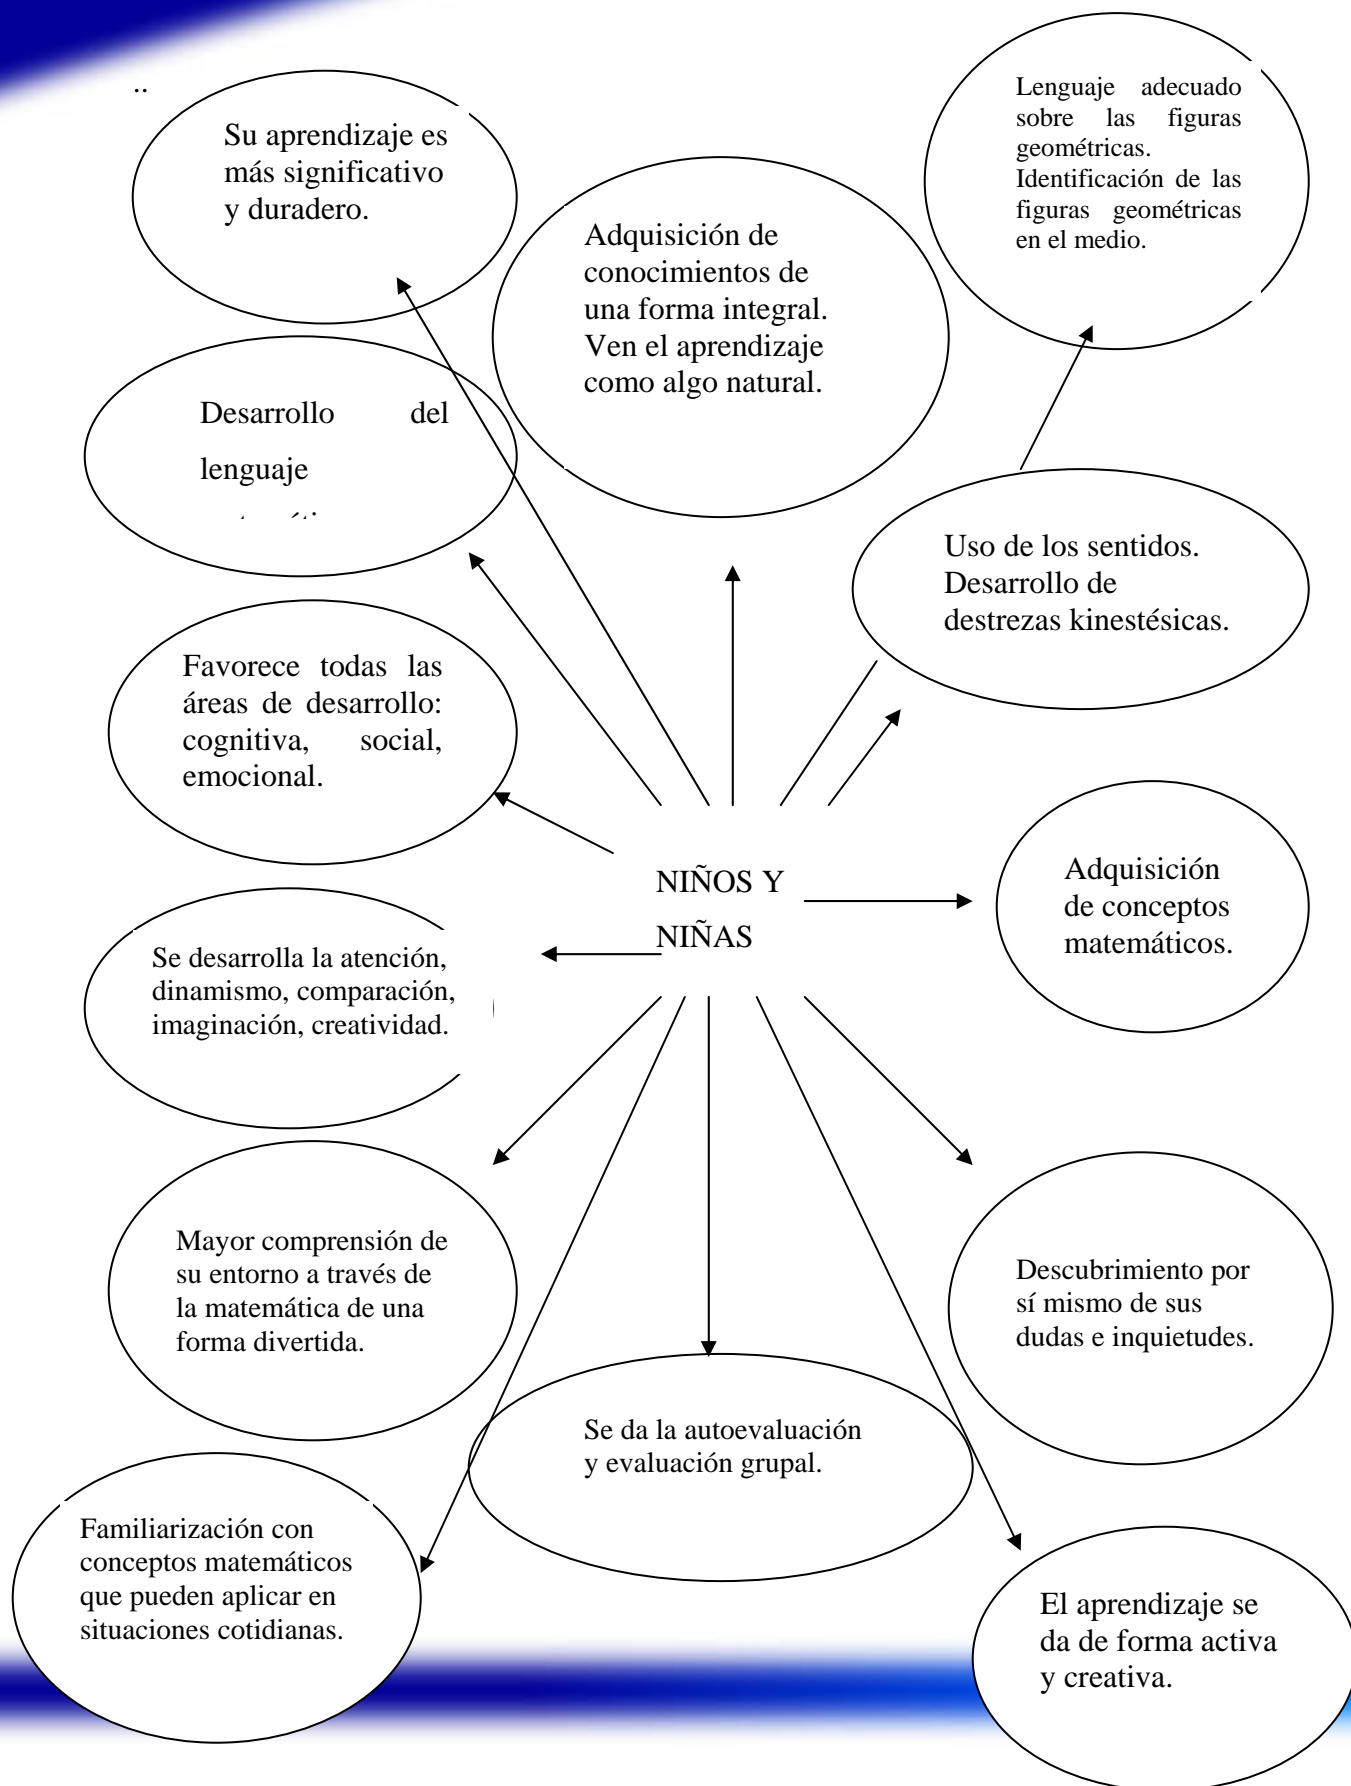 ..
Su aprendizaje es
más significativo
y duradero.
Adquisición de
conocimientos de
una forma integral.
Ven el aprendizaje
como algo natural.
Lenguaje adecuado
sobre las figuras
geométricas.
Identificación de las
figuras geométricas
en el medio.
Desarrollo del
lenguaje
Uso de los sentidos.
Desarrollo de
destrezas kinestésicas.
Favorece todas las
áreas de desarrollo:
cognitiva, social,
emocional.
NIÑOS Y
NIÑAS
Adquisición
de conceptos
matemáticos.
Se desarrolla la atención,
dinamismo, comparación,
imaginación, creatividad.
Mayor comprensión de
su entorno a través de
la matemática de una
forma divertida.
Descubrimiento por
sí mismo de sus
dudas e inquietudes.
Se da la autoevaluación
y evaluación grupal.
Familiarización con
conceptos matemáticos
que pueden aplicar en
situaciones cotidianas.
El aprendizaje se
da de forma activa
y creativa.